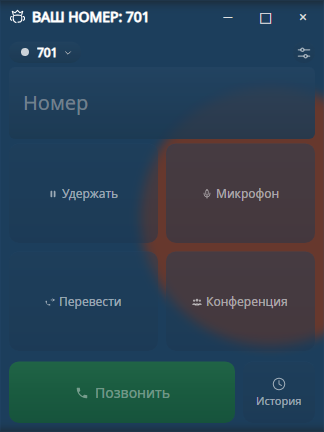 ВАШ НОМЕР: 701
701
Номер
Удержать
Микрофон
Перевести
Конференция
Позвонить
История